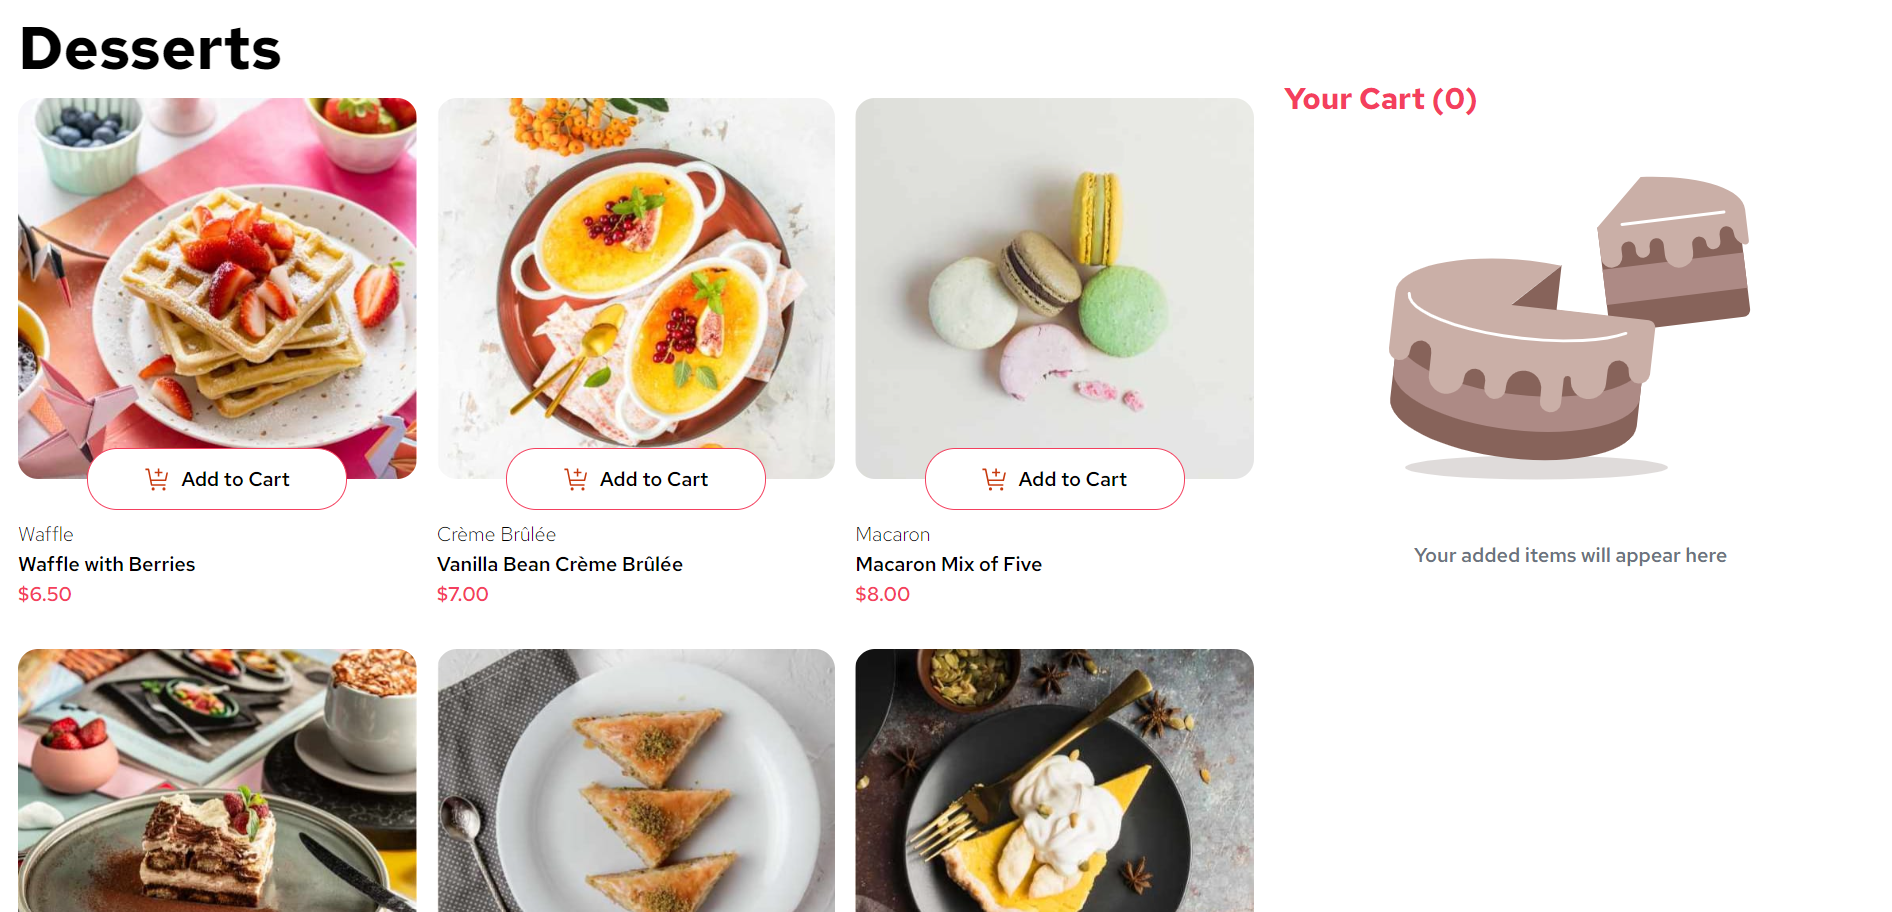 Desserts
Your Cart (0)
Add to Cart
Add to Cart
Add to Cart
Waffle
Waffle with Berries
$6.50
Crème Brûlée
Vanilla Bean Crème Brûlée
$7.00
Macaron
Macaron Mix of Five
$8.00
Your added items will appear here